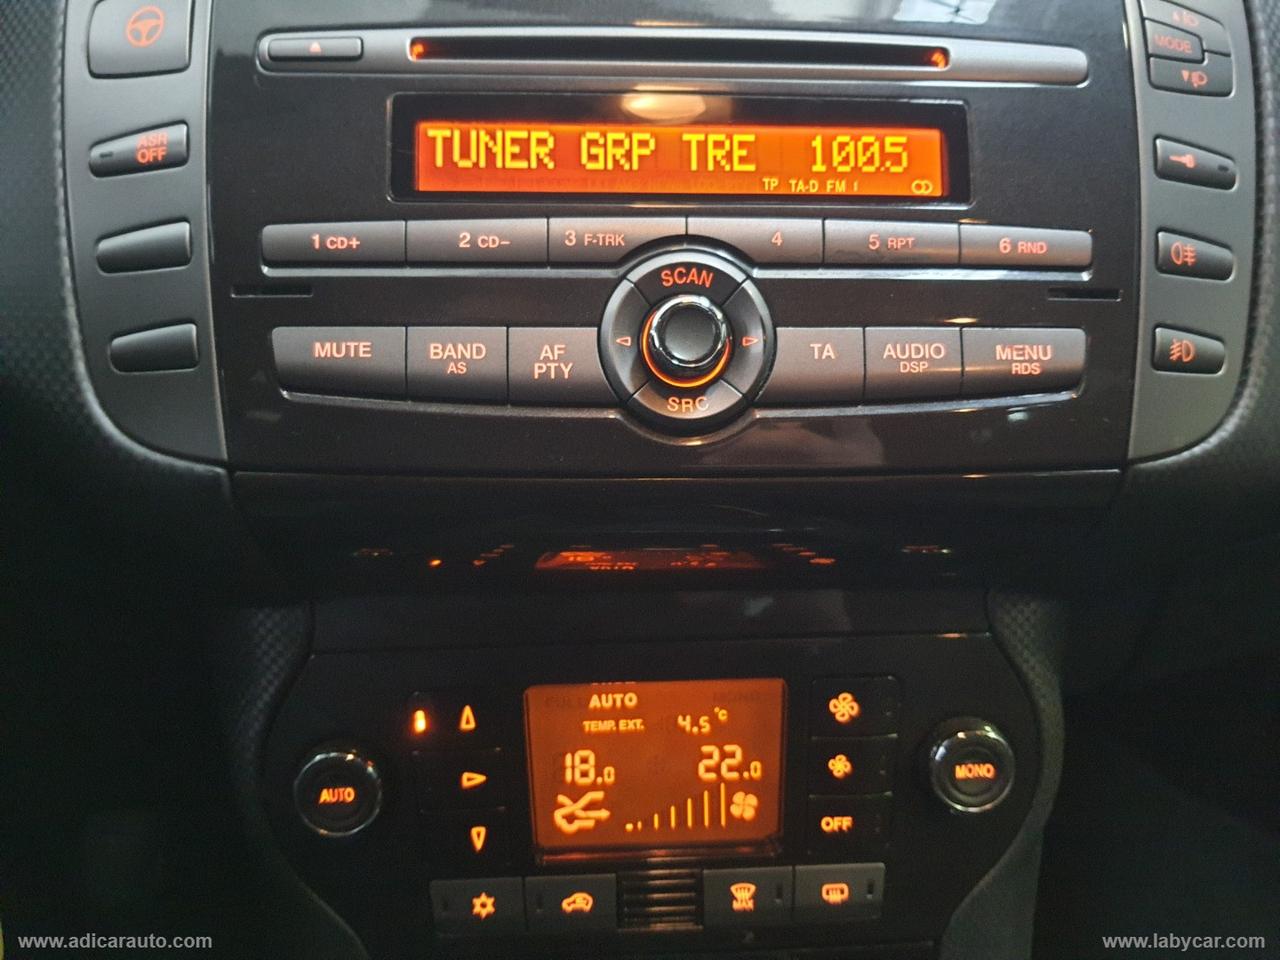 MODE
ASR
OFF
TUNER GRP TRE 100.5
TP TA-D FM 1
1 CD+
2 CD-
3 F-TRK
4
5 RPT
6 RND
SCAN
MUTE
BAND
AS
AF
PTY
TA
AUDIO
DSP
MENU
RDS
SRC
AUTO
TEMP. EXT. 4.5°C
18.0 22.0
AUTO
MONO
OFF
MAX
www.adicarauto.com
www.labycar.com